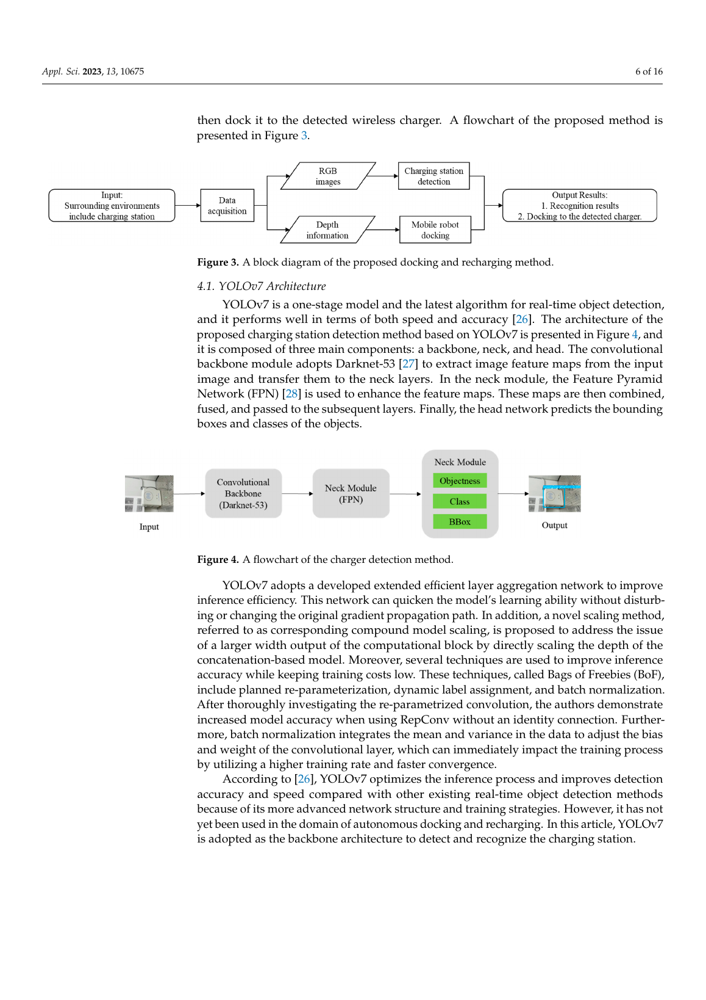 Appl. Sci. 2023, 13, 10675
6 of 16
then dock it to the detected wireless charger. A flowchart of the proposed method is
presented in Figure 3.
Input:
Surrounding environments
include charging station
Data
acquisition
RGB
images
Charging station
detection
Depth
information
Mobile robot
docking
Output Results:
1. Recognition results
2. Docking to the detected charger.
Figure 3. A block diagram of the proposed docking and recharging method.
4.1. YOLOv7 Architecture
YOLOv7 is a one-stage model and the latest algorithm for real-time object detection,
and it performs well in terms of both speed and accuracy [26]. The architecture of the
proposed charging station detection method based on YOLOv7 is presented in Figure 4, and
it is composed of three main components: a backbone, neck, and head. The convolutional
backbone module adopts Darknet-53 [27] to extract image feature maps from the input
image and transfer them to the neck layers. In the neck module, the Feature Pyramid
Network (FPN) [28] is used to enhance the feature maps. These maps are then combined,
fused, and passed to the subsequent layers. Finally, the head network predicts the bounding
boxes and classes of the objects.
Input
Convolutional
Backbone
(Darknet-53)
Neck Module
(FPN)
Neck Module
Objectness
Class
BBox
Output
Figure 4. A flowchart of the charger detection method.
YOLOv7 adopts a developed extended efficient layer aggregation network to improve
inference efficiency. This network can quicken the model's learning ability without disturb-
ing or changing the original gradient propagation path. In addition, a novel scaling method,
referred to as corresponding compound model scaling, is proposed to address the issue
of a larger width output of the computational block by directly scaling the depth of the
concatenation-based model. Moreover, several techniques are used to improve inference
accuracy while keeping training costs low. These techniques, called Bags of Freebies (BoF),
include planned re-parameterization, dynamic label assignment, and batch normalization.
After thoroughly investigating the re-parametrized convolution, the authors demonstrate
increased model accuracy when using RepConv without an identity connection. Further-
more, batch normalization integrates the mean and variance in the data to adjust the bias
and weight of the convolutional layer, which can immediately impact the training process
by utilizing a higher training rate and faster convergence.
According to [26], YOLOv7 optimizes the inference process and improves detection
accuracy and speed compared with other existing real-time object detection methods
because of its more advanced network structure and training strategies. However, it has not
yet been used in the domain of autonomous docking and recharging. In this article, YOLOv7
is adopted as the backbone architecture to detect and recognize the charging station.